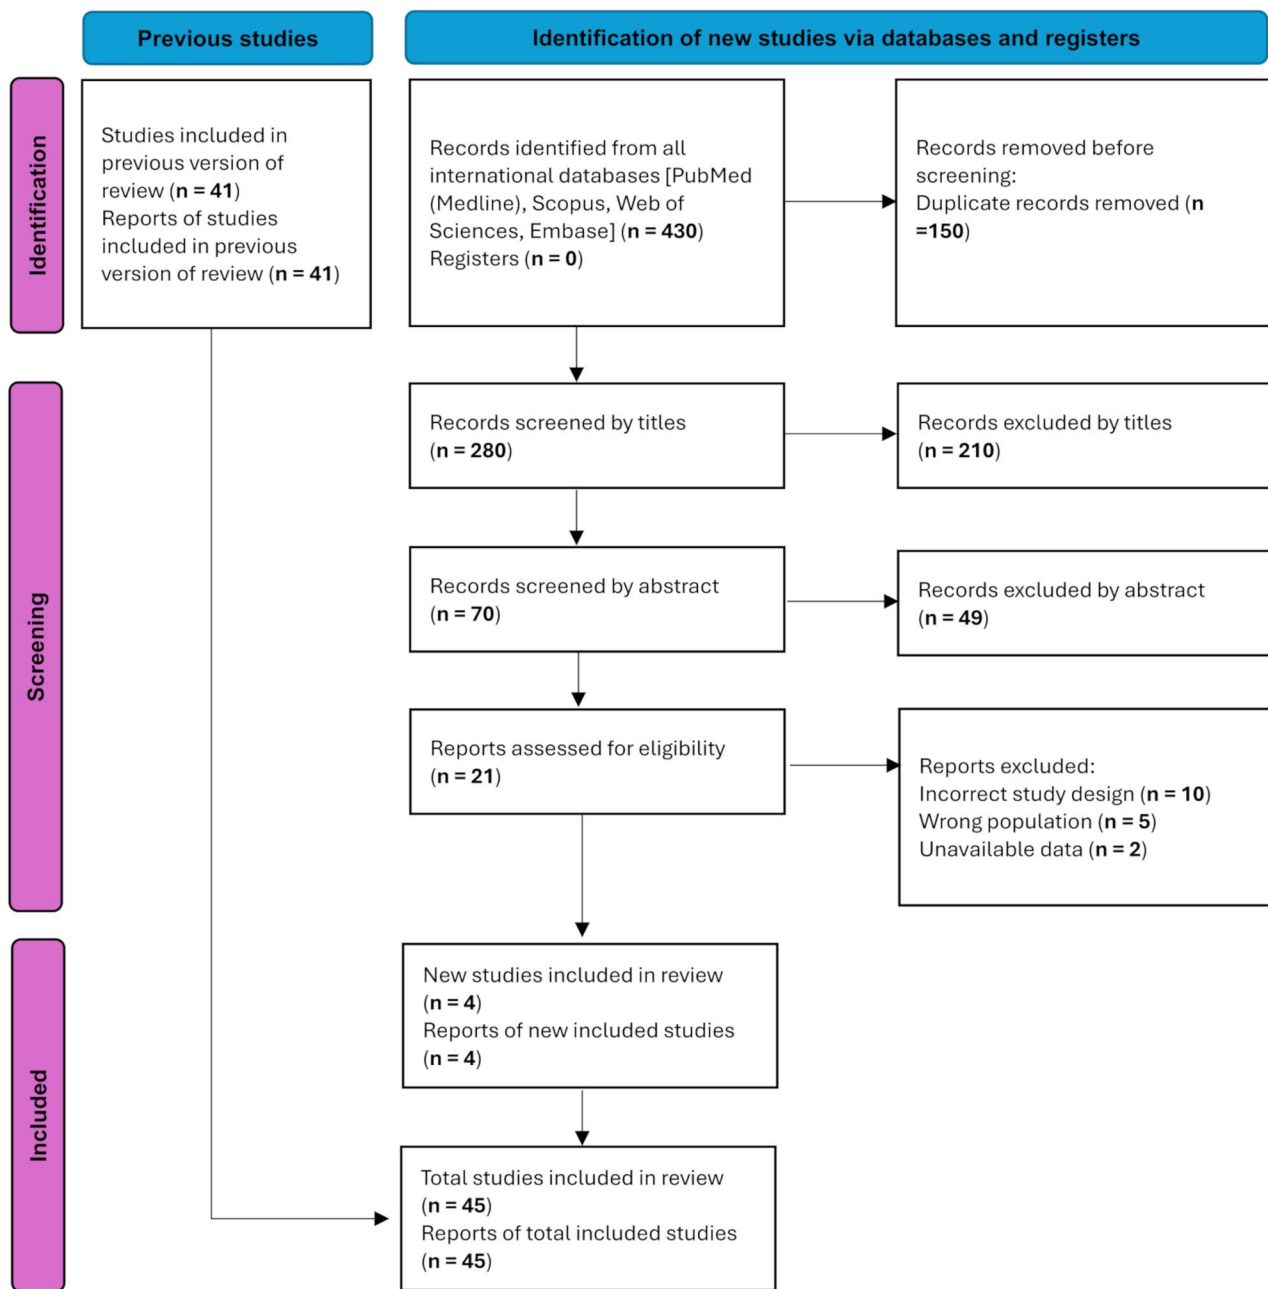 Previous studies
Identification of new studies via databases and registers
Identification
Studies included in
previous version of
review (n = 41)
Reports of studies
included in previous
version of review (n = 41)
Records identified from all
international databases [PubMed
(Medline), Scopus, Web of
Sciences, Embase] (n = 430)
Registers (n = 0)
Records removed before
screening:
Duplicate records removed (n
=150)
Screening
Records screened by titles
(n = 280)
Records excluded by titles
(n = 210)
Records screened by abstract
(n = 70)
Records excluded by abstract
(n = 49)
Reports assessed for eligibility
(n = 21)
Reports excluded:
Incorrect study design (n = 10)
Wrong population (n = 5)
Unavailable data (n = 2)
Included
New studies included in review
(n = 4)
Reports of new included studies
(n = 4)
Total studies included in review
(n = 45)
Reports of total included studies
(n = 45)